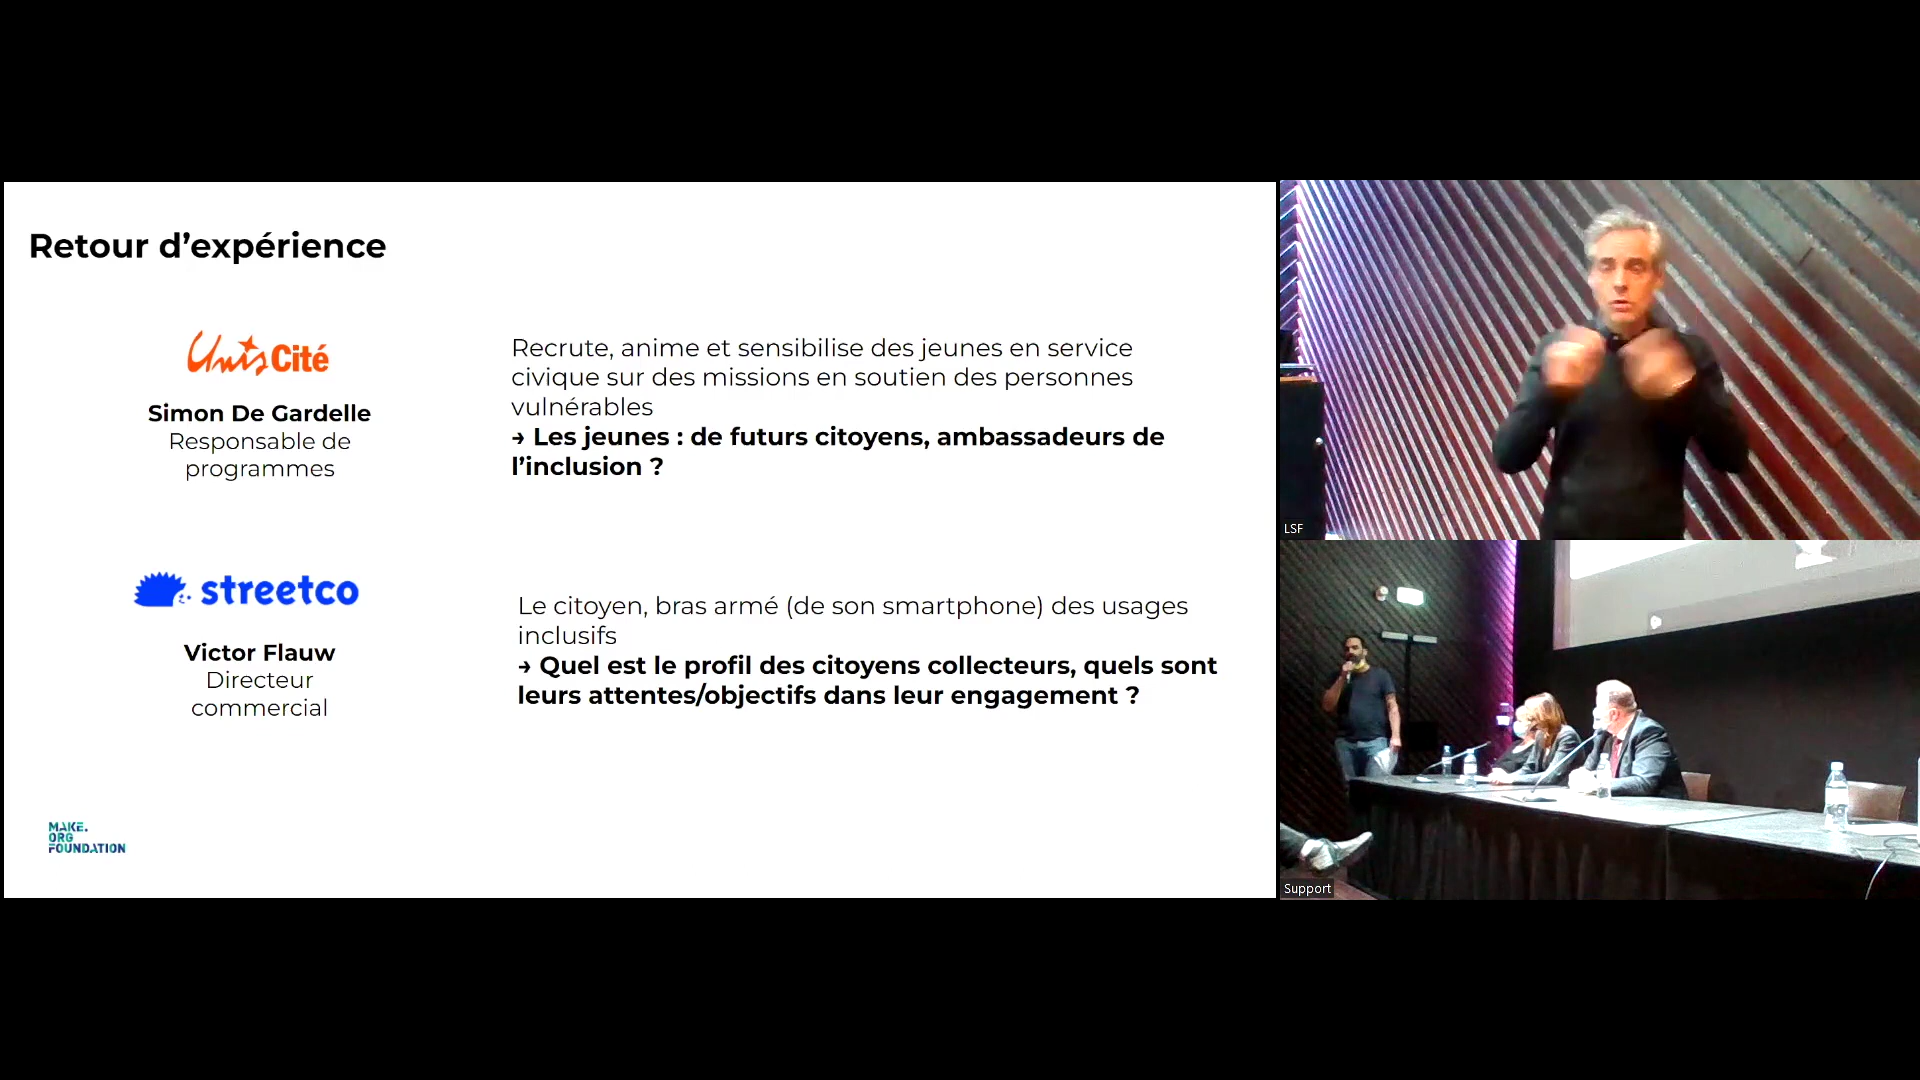 Retour d’expérience
Unis Cité
Simon De Gardelle
Responsable de
programmes
Recrute, anime et sensibilise des jeunes en service
civique sur des missions en soutien des personnes
vulnérables
→ Les jeunes : de futurs citoyens, ambassadeurs de
l’inclusion ?
streetco
Victor Flauw
Directeur
commercial
Le citoyen, bras armé (de son smartphone) des usages
inclusifs
→ Quel est le profil des citoyens collecteurs, quels sont
leurs attentes/objectifs dans leur engagement ?
MAKE.
ORG
FOUNDATION
LSF
Support